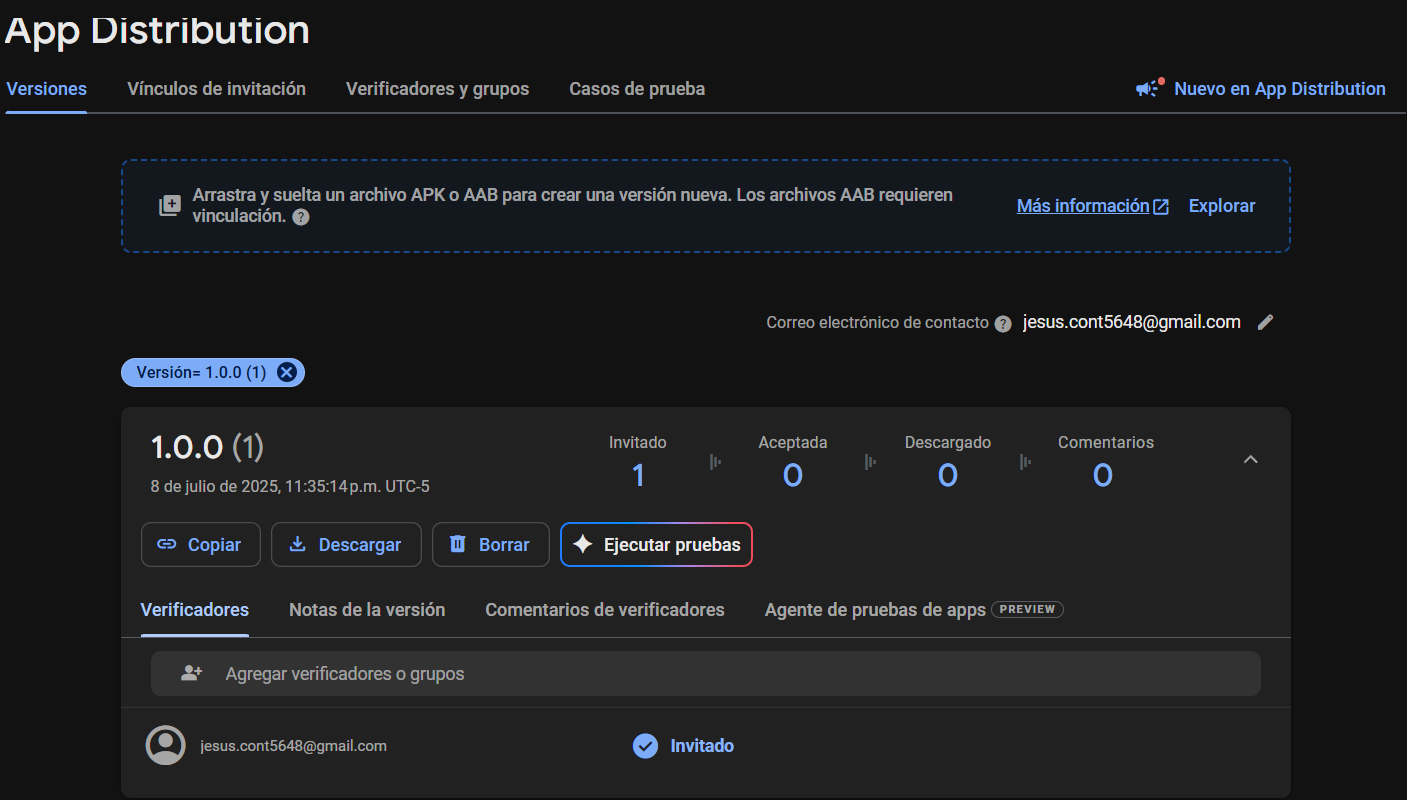 App Distribution
Versiones Vínculos de invitación Verificadores y grupos Casos de prueba Nuevo en App Distribution
Arrastra y suelta un archivo APK o AAB para crear una versión nueva. Los archivos AAB requieren
vinculación. ?
Más información Explorar
Correo electrónico de contacto ? jesus.cont5648@gmail.com
Versión= 1.0.0 (1)
1.0.0 (1)
8 de julio de 2025, 11:35:14 p.m. UTC-5
Invitado Aceptada Descargado Comentarios
1 0 0 0
Copiar Descargar Borrar Ejecutar pruebas
Verificadores Notas de la versión Comentarios de verificadores Agente de pruebas de apps PREVIEW
Agregar verificadores o grupos
jesus.cont5648@gmail.com Invitado